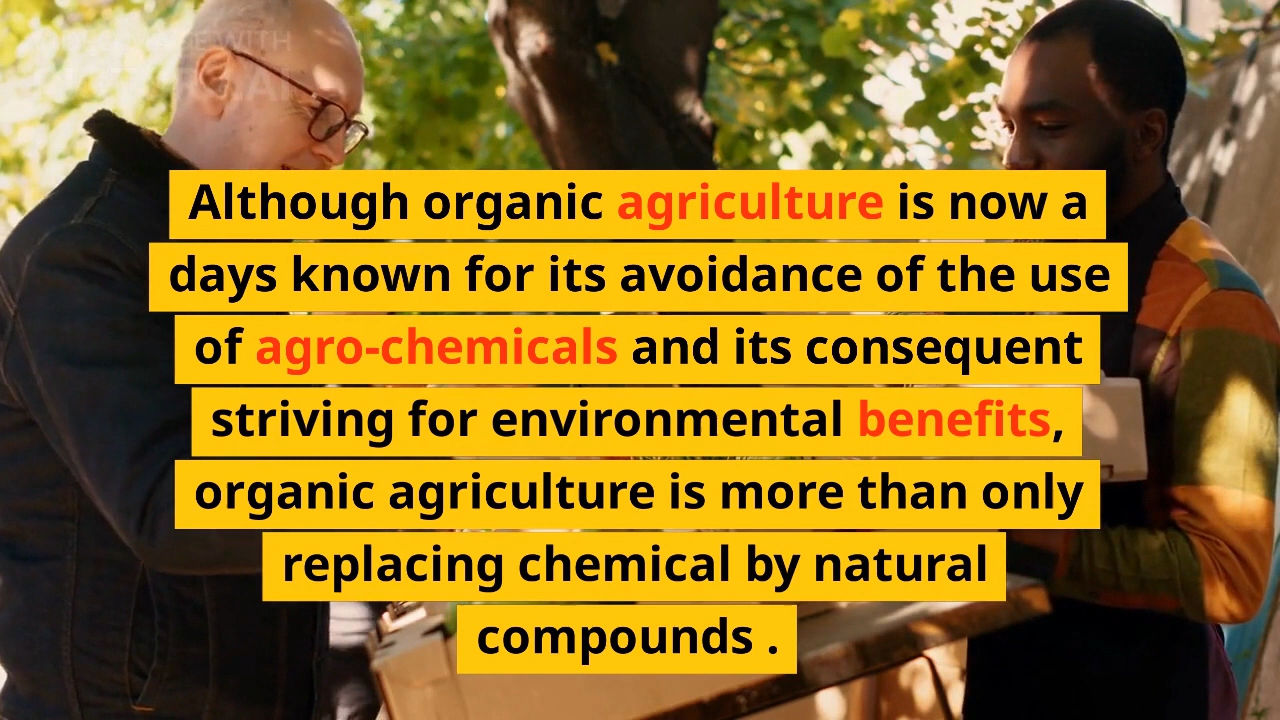 Although organic agriculture is now a
days known for its avoidance of the use
of agro-chemicals and its consequent
striving for environmental benefits,
organic agriculture is more than only
replacing chemical by natural
compounds .